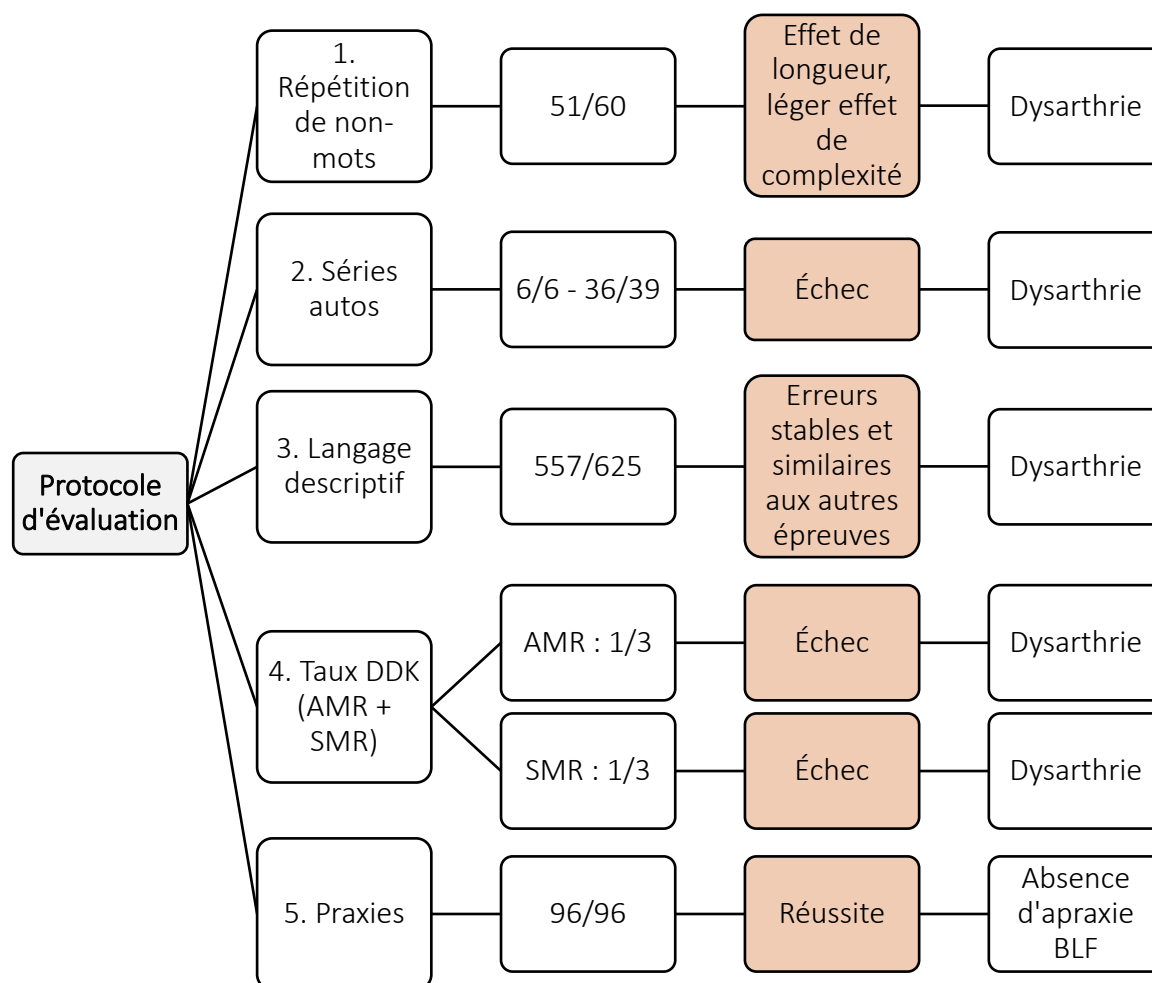 Protocole
d'évaluation
1.
Répétition
de non-
mots
51/60
Effet de
longueur,
léger effet
de
complexité
Dysarthrie
2. Séries
autos
6/6 - 36/39
Échec
Dysarthrie
3. Langage
descriptif
557/625
Erreurs
stables et
similaires
aux autres
épreuves
Dysarthrie
4. Taux DDK
(AMR +
SMR)
AMR : 1/3
Échec
Dysarthrie
SMR : 1/3
Échec
Dysarthrie
5. Praxies
96/96
Réussite
Absence
d'apraxie
BLF